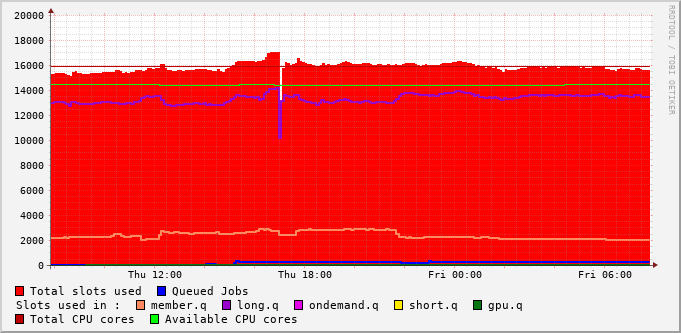 20000
18000
16000
14000
12000
10000
8000
6000
4000
2000
0
Thu 12:00 Thu 18:00 Fri 00:00 Fri 06:00
RRDTOOL / TOBI OETIKER
Total slots used Queued Jobs
Slots used in : member.q long.q ondemand.q short.q gpu.q
Total CPU cores Available CPU cores